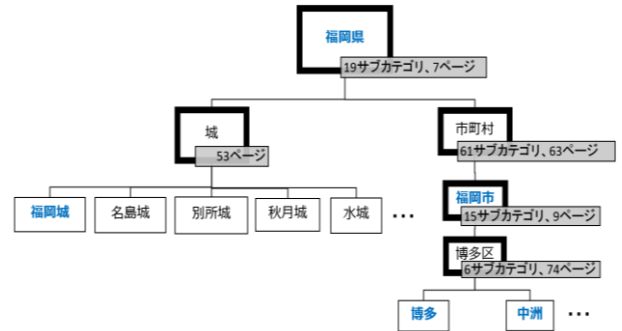 福岡県
19サブカテゴリ、7ページ
城
53ページ
市町村
61サブカテゴリ、63ページ
福岡城
名島城
別所城
秋月城
水城
…
福岡市
15サブカテゴリ、9ページ
博多区
6サブカテゴリ、74ページ
博多
中洲
…